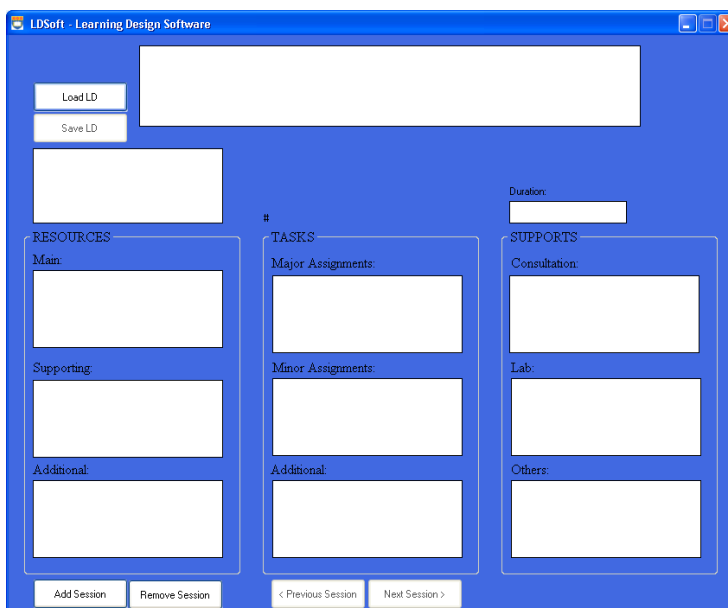 LDSoft - Learning Design Software
Load LD
Save LD
Duration:
#
RESOURCES
TASKS
SUPPORTS
Main:
Major Assignments:
Consultation:
Supporting:
Minor Assignments:
Lab:
Additional:
Additional:
Others:
Add Session
Remove Session
< Previous Session
Next Session >